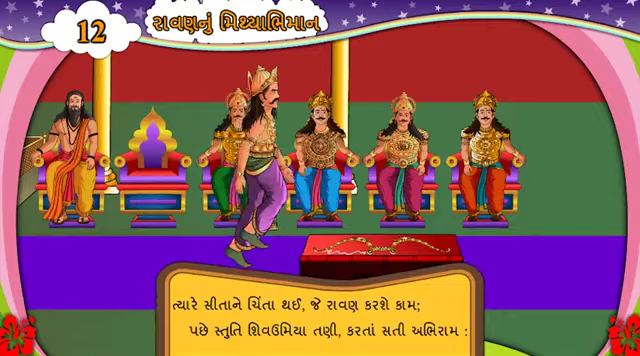 12
રાવણનું મિથ્યાભિમાન
ત્યારે સીતાને ચિંતા થઈ, જે રાવણ કરશે કામ;
પછે સ્તુતિ શિવઉમિયા તણી, કરતાં સતી અભિરામ :